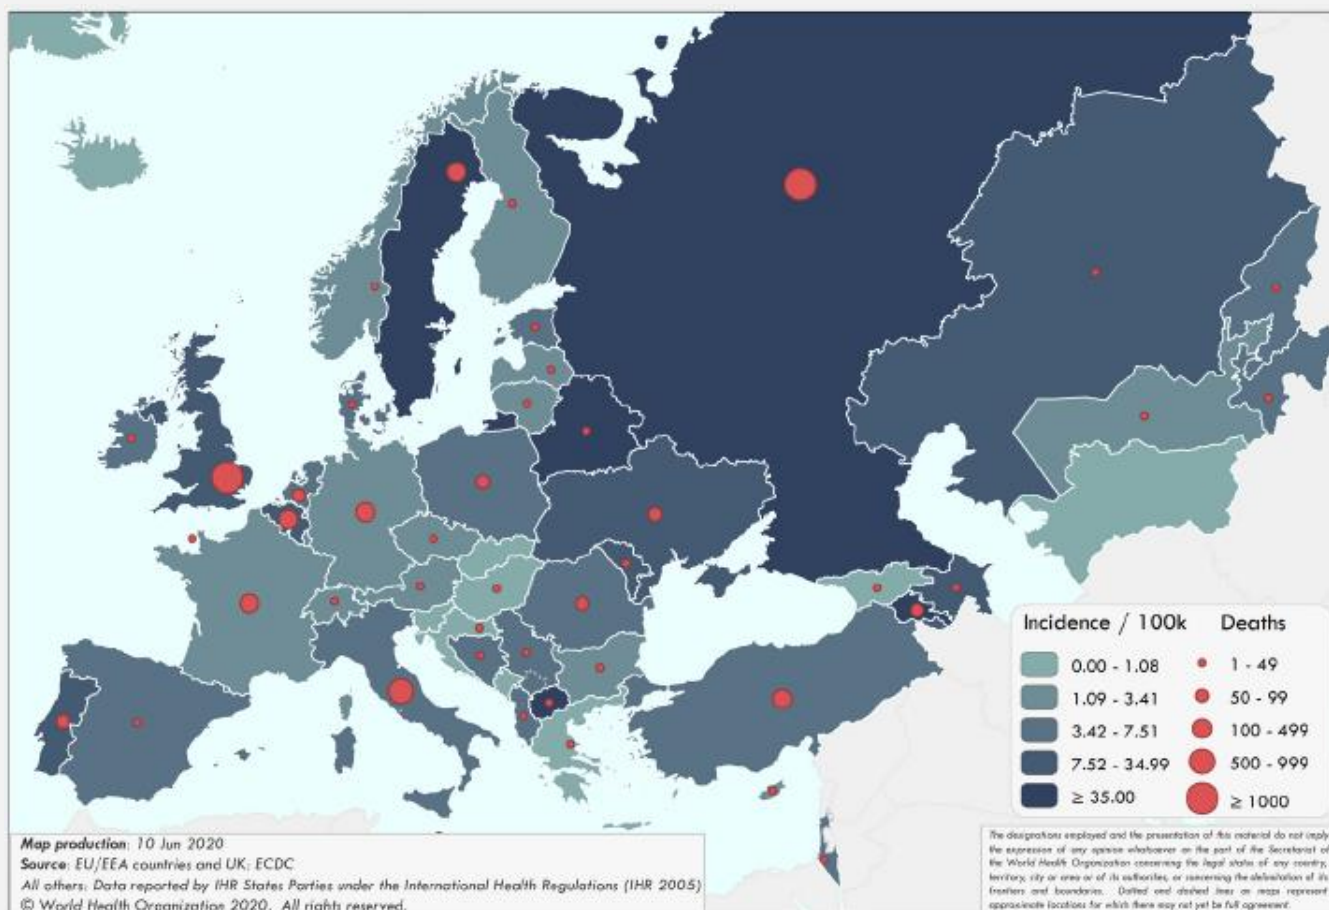 Incidence / 100k
Deaths
0.00 - 1.08
1 - 49
1.09 - 3.41
50 - 99
3.42 - 7.51
100 - 499
7.52 - 34.99
500 - 999
≥ 35.00
≥ 1000
Map production: 10 Jun 2020
Source: EU/EEA countries and UK: ECDC
All others: Data reported by IHR States Parties under the International Health Regulations (IHR 2005)
© World Health Organization 2020. All rights reserved.
The designations employed and the presentation of this material do not imply
the expression of any opinion whatsoever on the part of the Secretariat of
the World Health Organization concerning the legal status of any country,
territory, city or area or of its authorities, or concerning the delimitation of its
frontiers and boundaries. Dotted and dashed lines on maps represent
approximate locations for which there may not yet be full agreement.